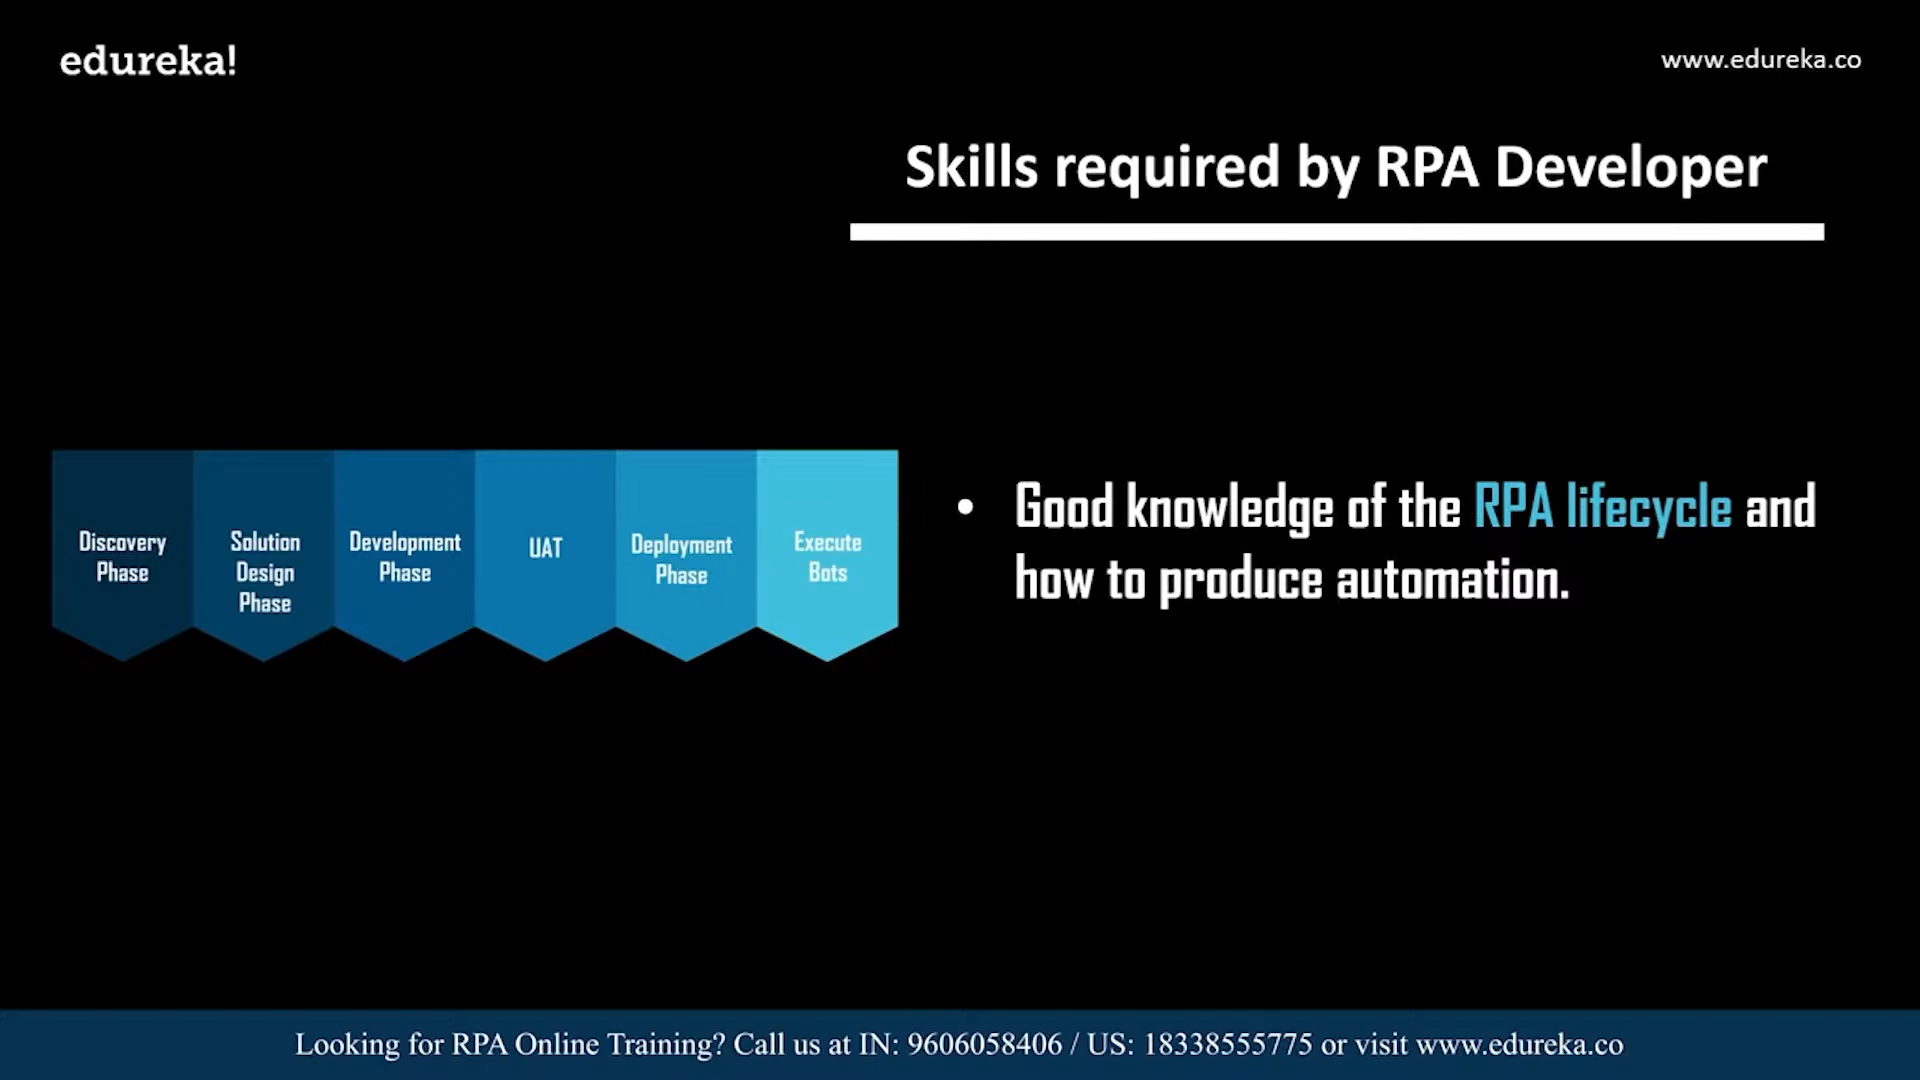 edureka!
www.edureka.co
Skills required by RPA Developer
Discovery
Phase
Solution
Design
Phase
Development
Phase
UAT
Deployment
Phase
Execute
Bots
• Good knowledge of the RPA lifecycle and
how to produce automation.
Looking for RPA Online Training? Call us at IN: 9606058406 / US: 18338555775 or visit www.edureka.co